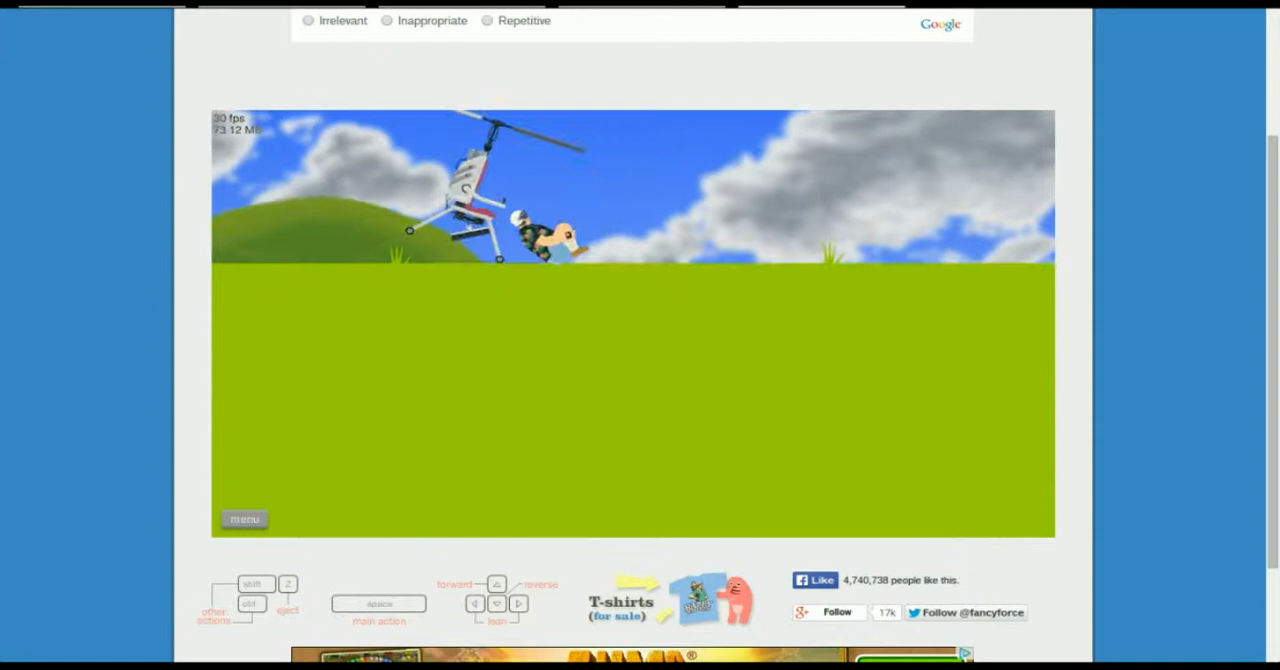 Irrelevant Inappropriate Repetitive
Google
30 fps
73.12 MB
menu
shift Z
ctrl
other actions
eject
space
main action
forward reverse
lean
T-shirts
(for sale)
Like 4,740,738 people like this.
Follow 17k Follow @fancyforce